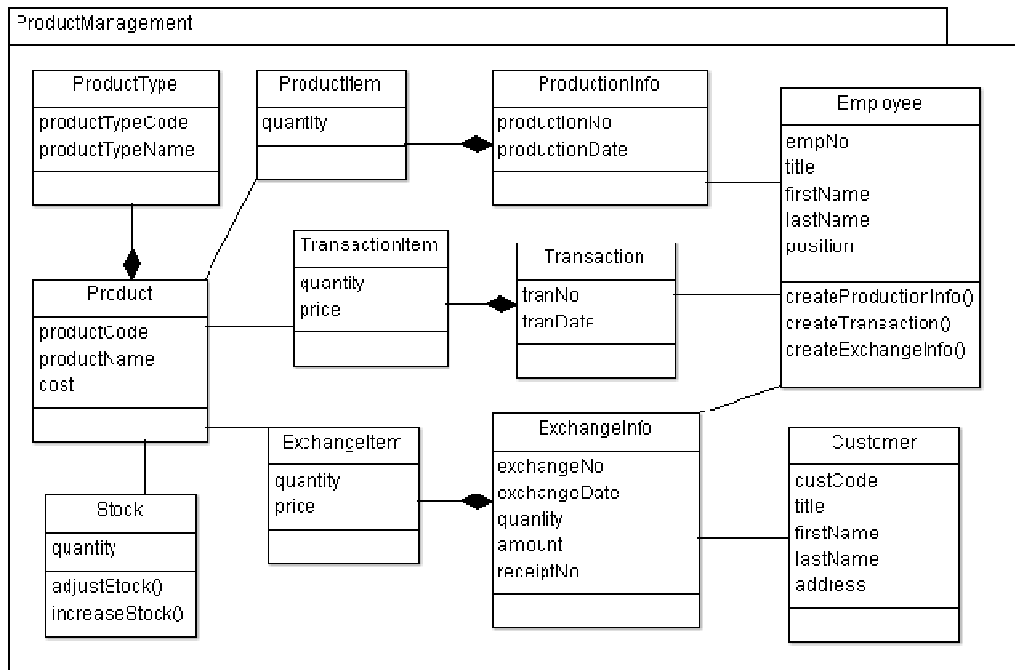 ProductManagement
ProductType
productTypeCode
productTypeName
ProductItem
quantity
ProductionInfo
productionNo
productionDate
Employee
empNo
title
firstName
lastName
position
createProductionInfo()
createTransaction()
createExchangeInfo()
TransactionItem
quantity
price
Transaction
tranNo
tranDate
Product
productCode
productName
cost
ExchangeItem
quantity
price
ExchangeInfo
exchangeNo
exchangeDate
quantity
amount
receiptNo
Customer
custCode
title
firstName
lastName
address
Stock
quantity
adjustStock()
increaseStock()